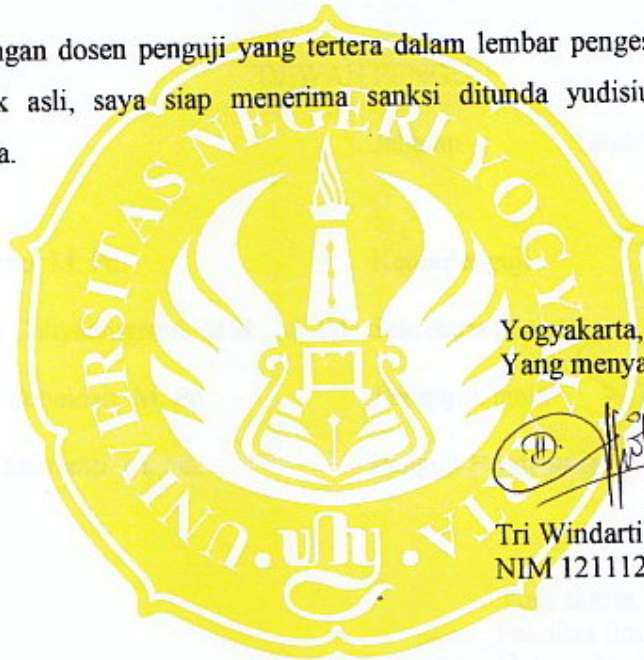 ngan dosen penguji yang tertera dalam lembar penges
k asli, saya siap menerima sanksi ditunda yudisiu
a.
UNIVERSITAS NEGERI YOGYAKARTA
uny
Yogyakarta,
Yang menya
Tri Windarti
NIM 121112